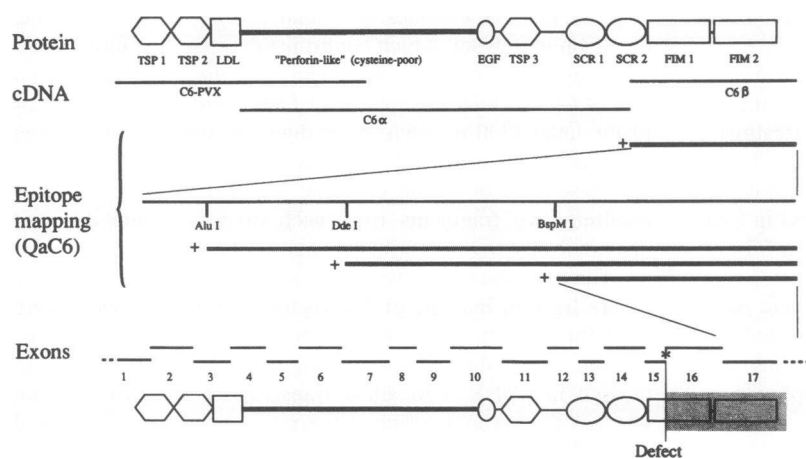 Protein
TSP 1 TSP 2 LDL "Perforin-like" (cysteine-poor) EGF TSP 3 SCR 1 SCR 2 FIM 1 FIM 2
cDNA
C6-PVX C6 β
C6 α
+
Epitope
mapping
(QaC6)
Alu I Dde I BspM I
+
+
+
Exons
*
1 2 3 4 5 6 7 8 9 10 11 12 13 14 15 16 17
Defect